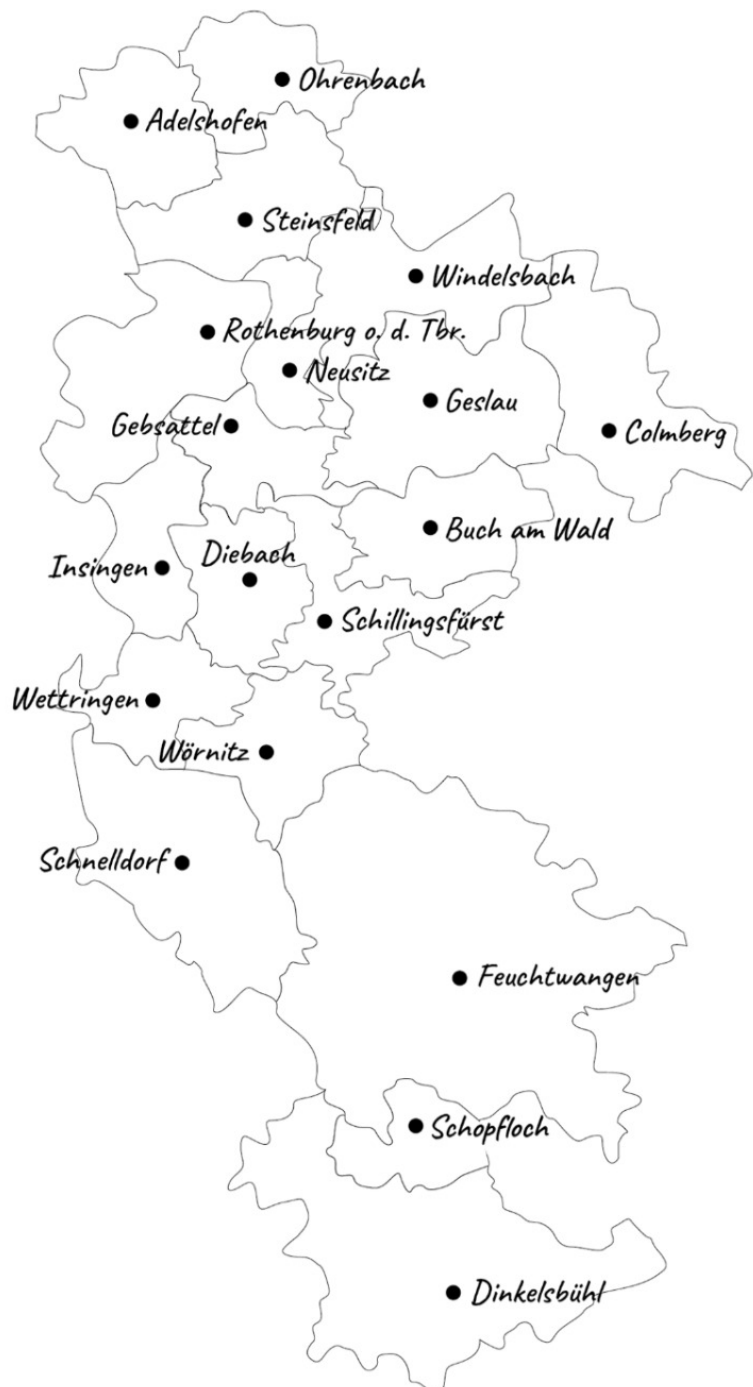 Ohrenbach
Adelshofen
Steinsfeld
Windelsbach
Rothenburg o. d. Tbr.
Neusitz
Geslau
Gebsattel
Colmberg
Buch am Wald
Diebach
Insingen
Schillingsfürst
Wettringen
Wörnitz
Schnelldorf
Feuchtwangen
Schopfloch
Dinkelsbühl